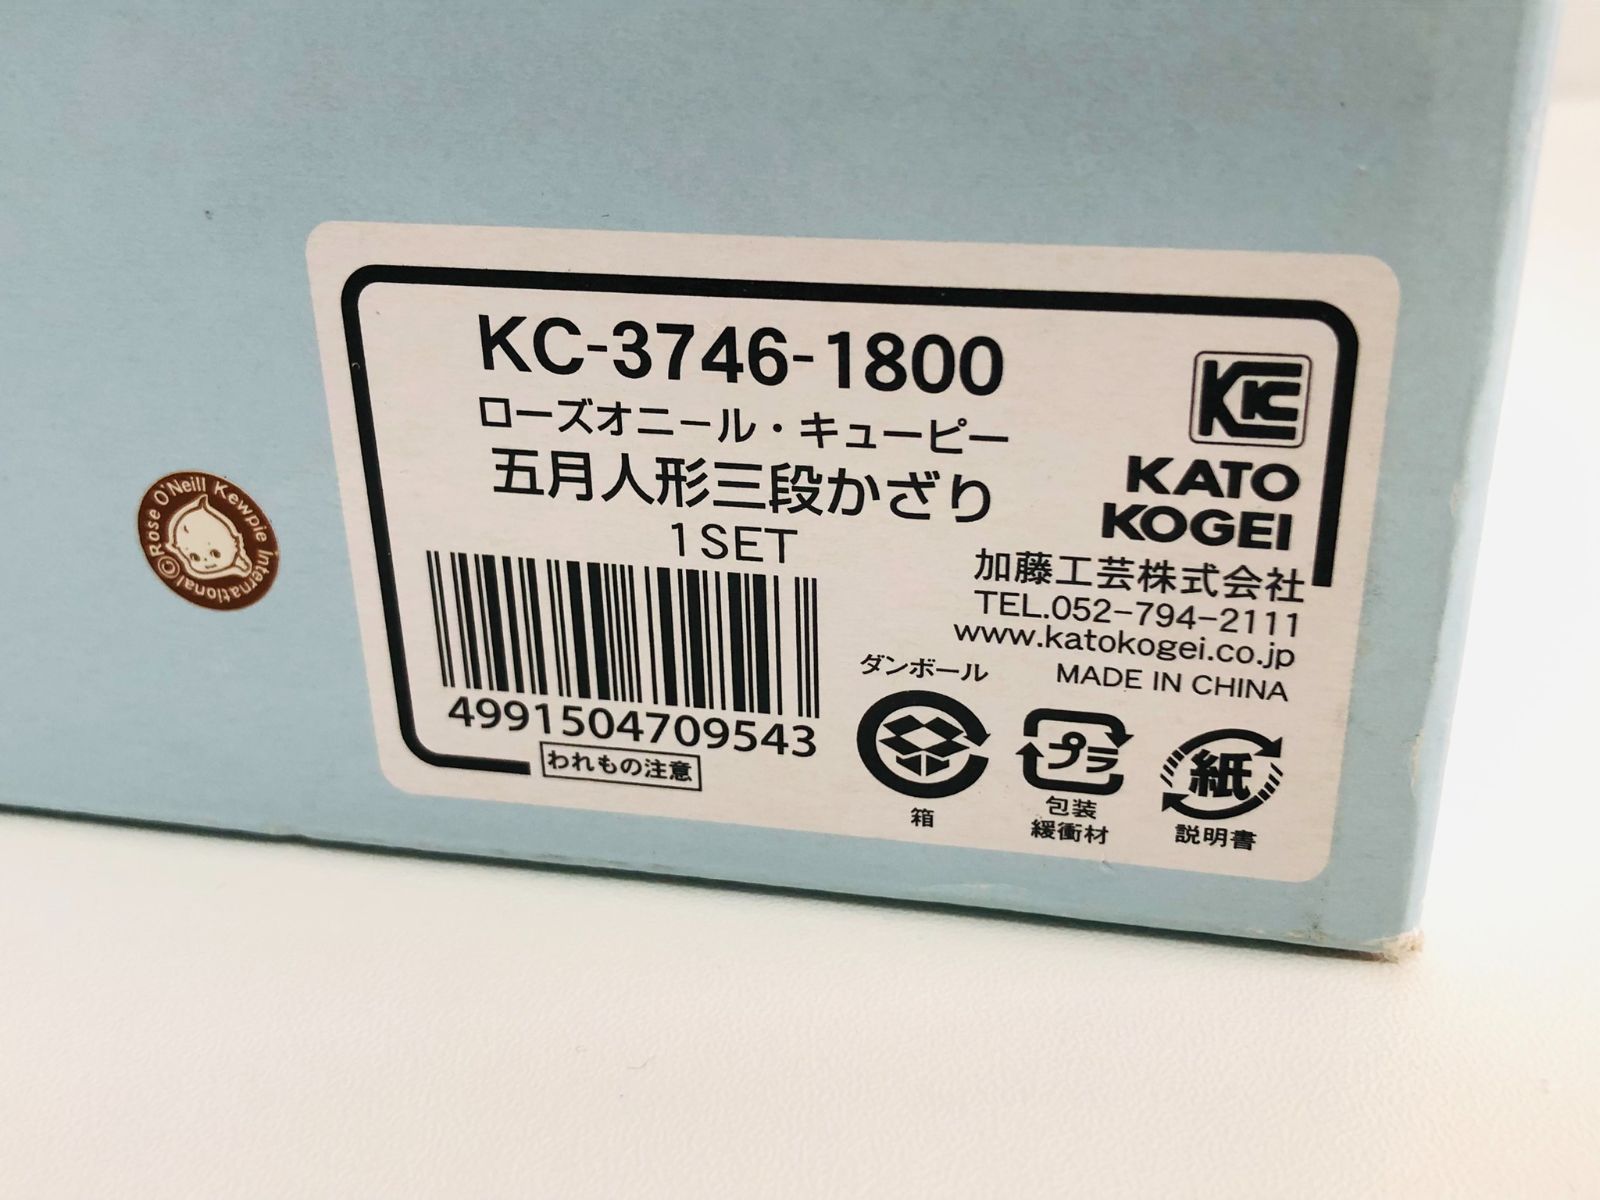 KC-3746-1800
ローズオニール・キューピー
五月人形三段かざり
1SET
4991504709543
われもの注意
KC
KATO
KOGEI
加藤工芸株式会社
TEL.052-794-2111
www.katokogei.co.jp
MADE IN CHINA
ダンボール
箱
プラ
包装
緩衝材
紙
説明書
©Rose O'Neill Kewpie International